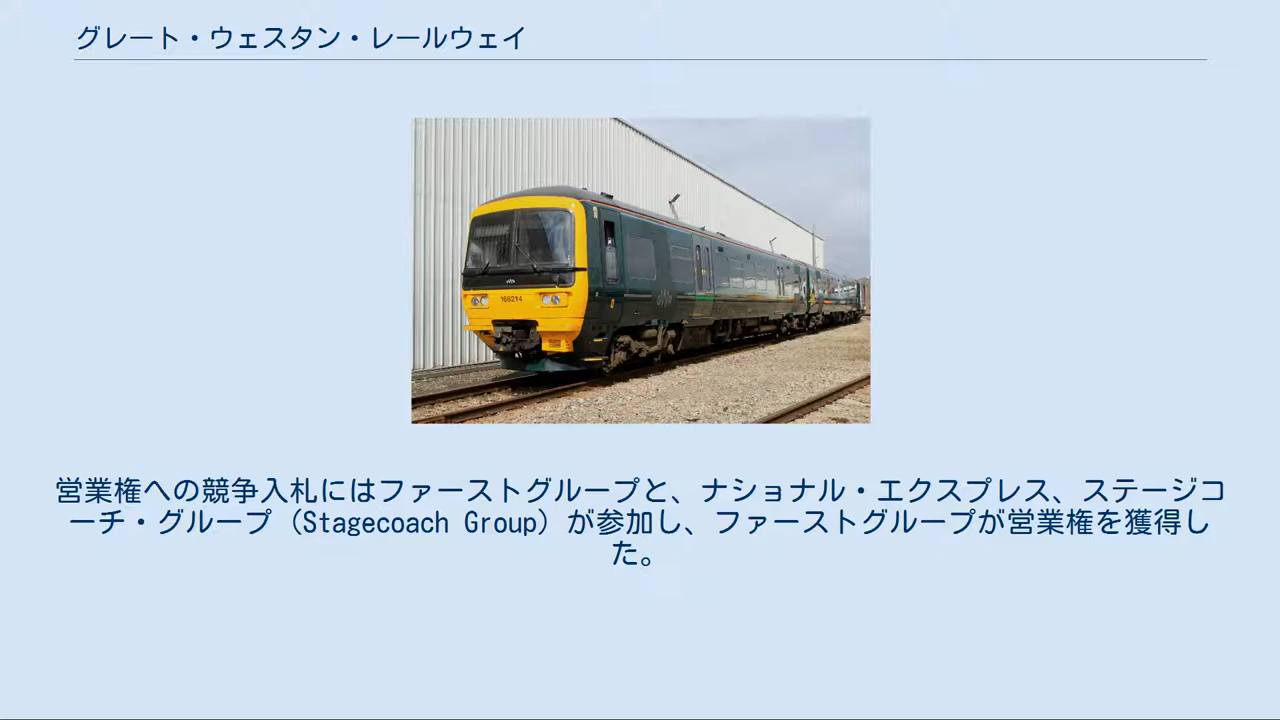 グレート・ウェスタン・レールウェイ
166214
営業権への競争入札にはファーストグループと、ナショナル・エクスプレス、ステージコ
ーチ・グループ（Stagecoach Group）が参加し、ファーストグループが営業権を獲得し
た。